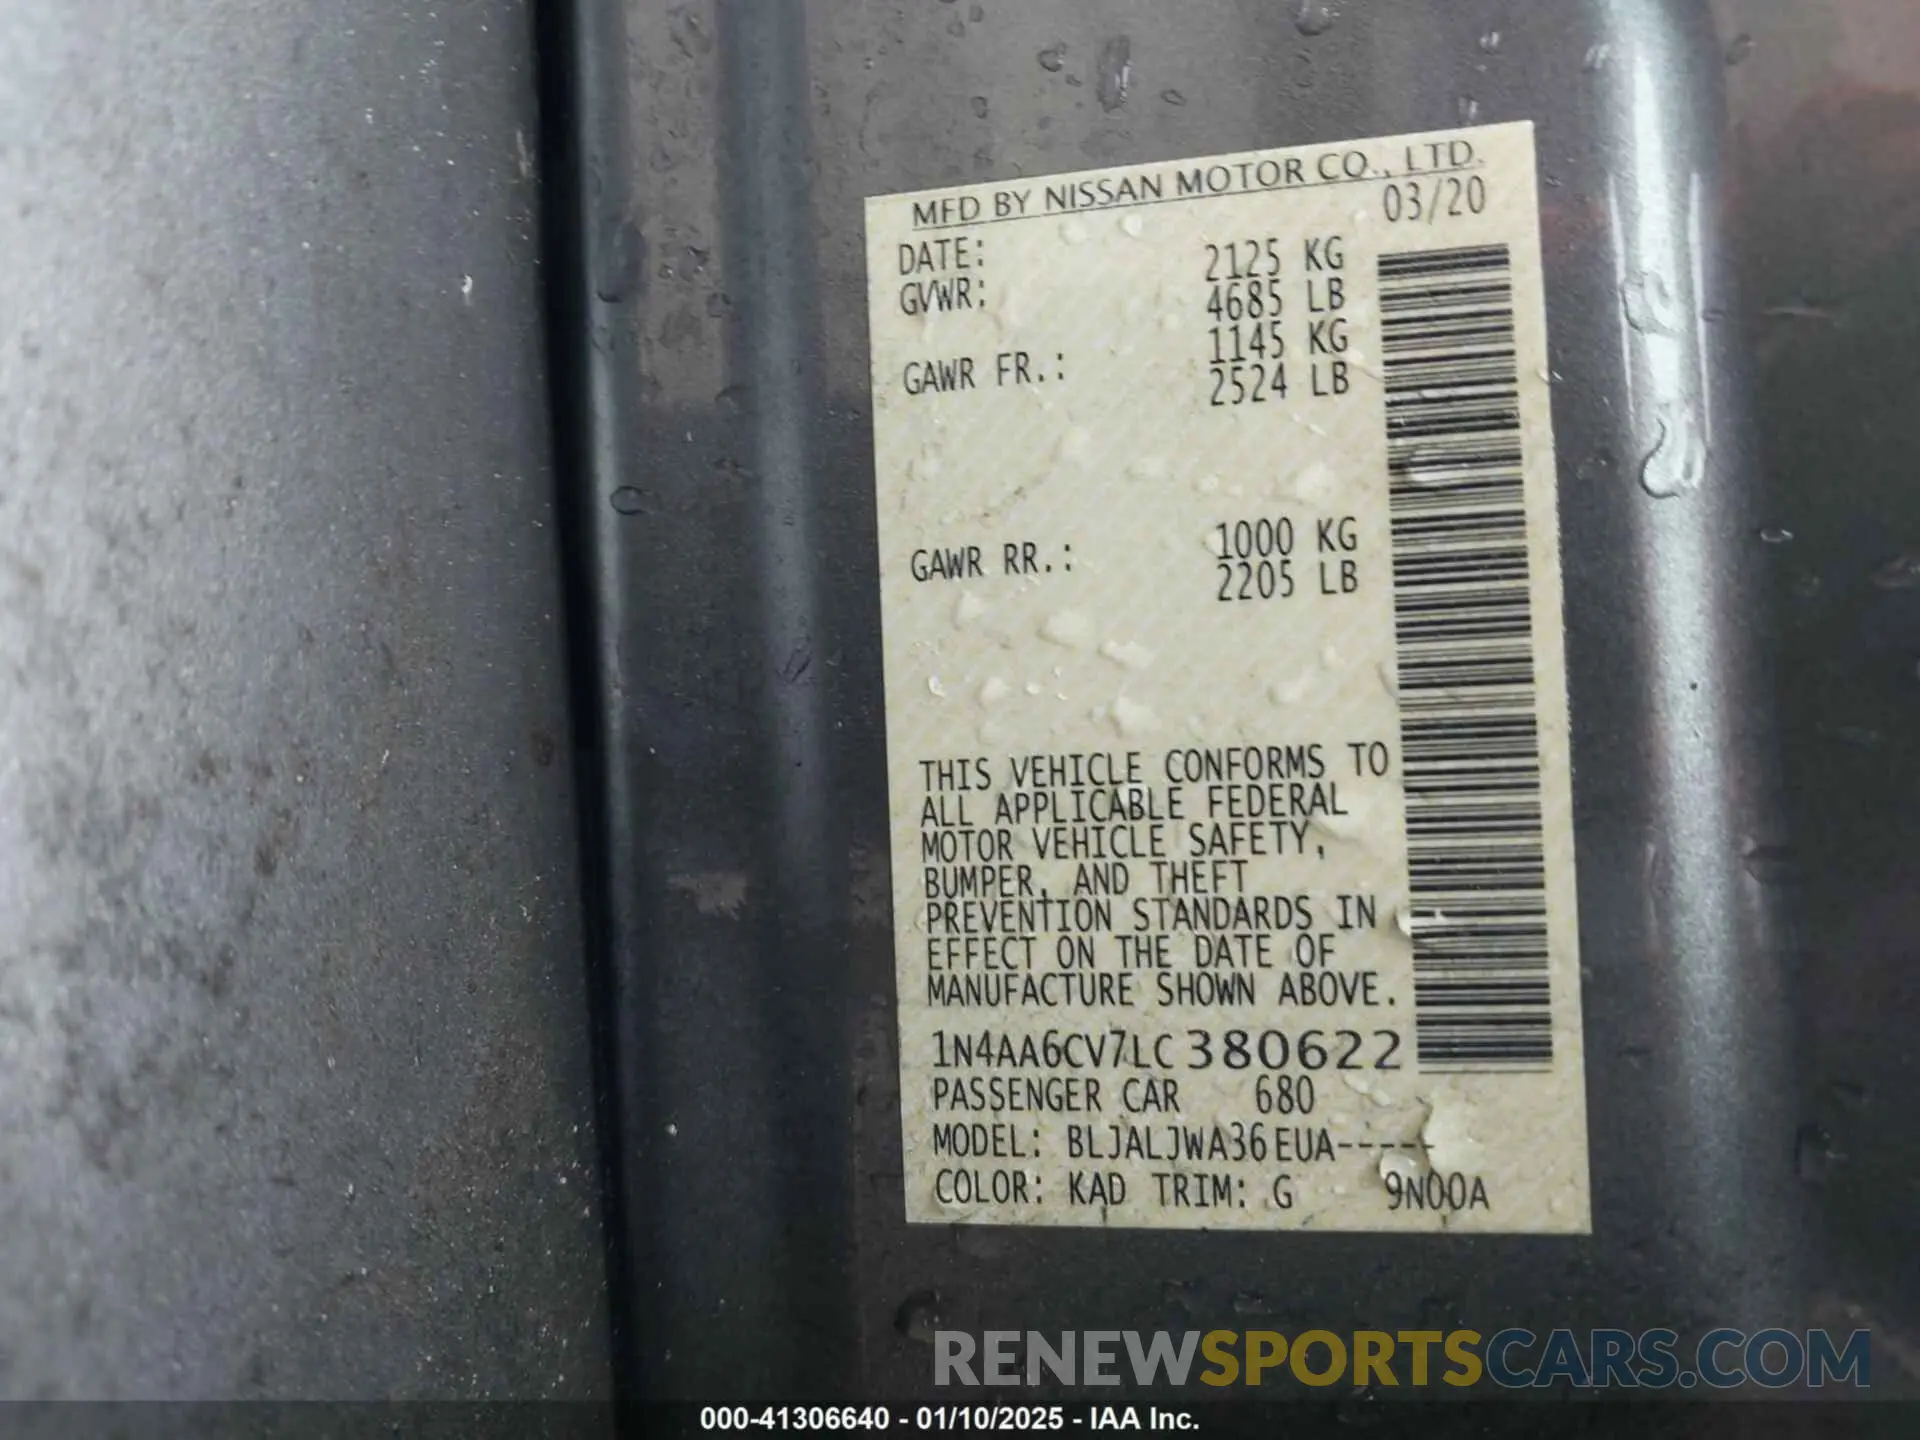 MFD BY NISSAN MOTOR CO., LTD.
DATE: 03/20
GVWR: 2125 KG
4685 LB
GAWR FR.: 1145 KG
2524 LB
GAWR RR.: 1000 KG
2205 LB
THIS VEHICLE CONFORMS TO
ALL APPLICABLE FEDERAL
MOTOR VEHICLE SAFETY,
BUMPER, AND THEFT
PREVENTION STANDARDS IN
EFFECT ON THE DATE OF
MANUFACTURE SHOWN ABOVE.
1N4AA6CV7LC380622
PASSENGER CAR 680
MODEL: BLJALJWA36EUA-----
COLOR: KAD TRIM: G 9N00A
RENEWSPORTSCARS.COM
000-41306640 - 01/10/2025 - IAA Inc.